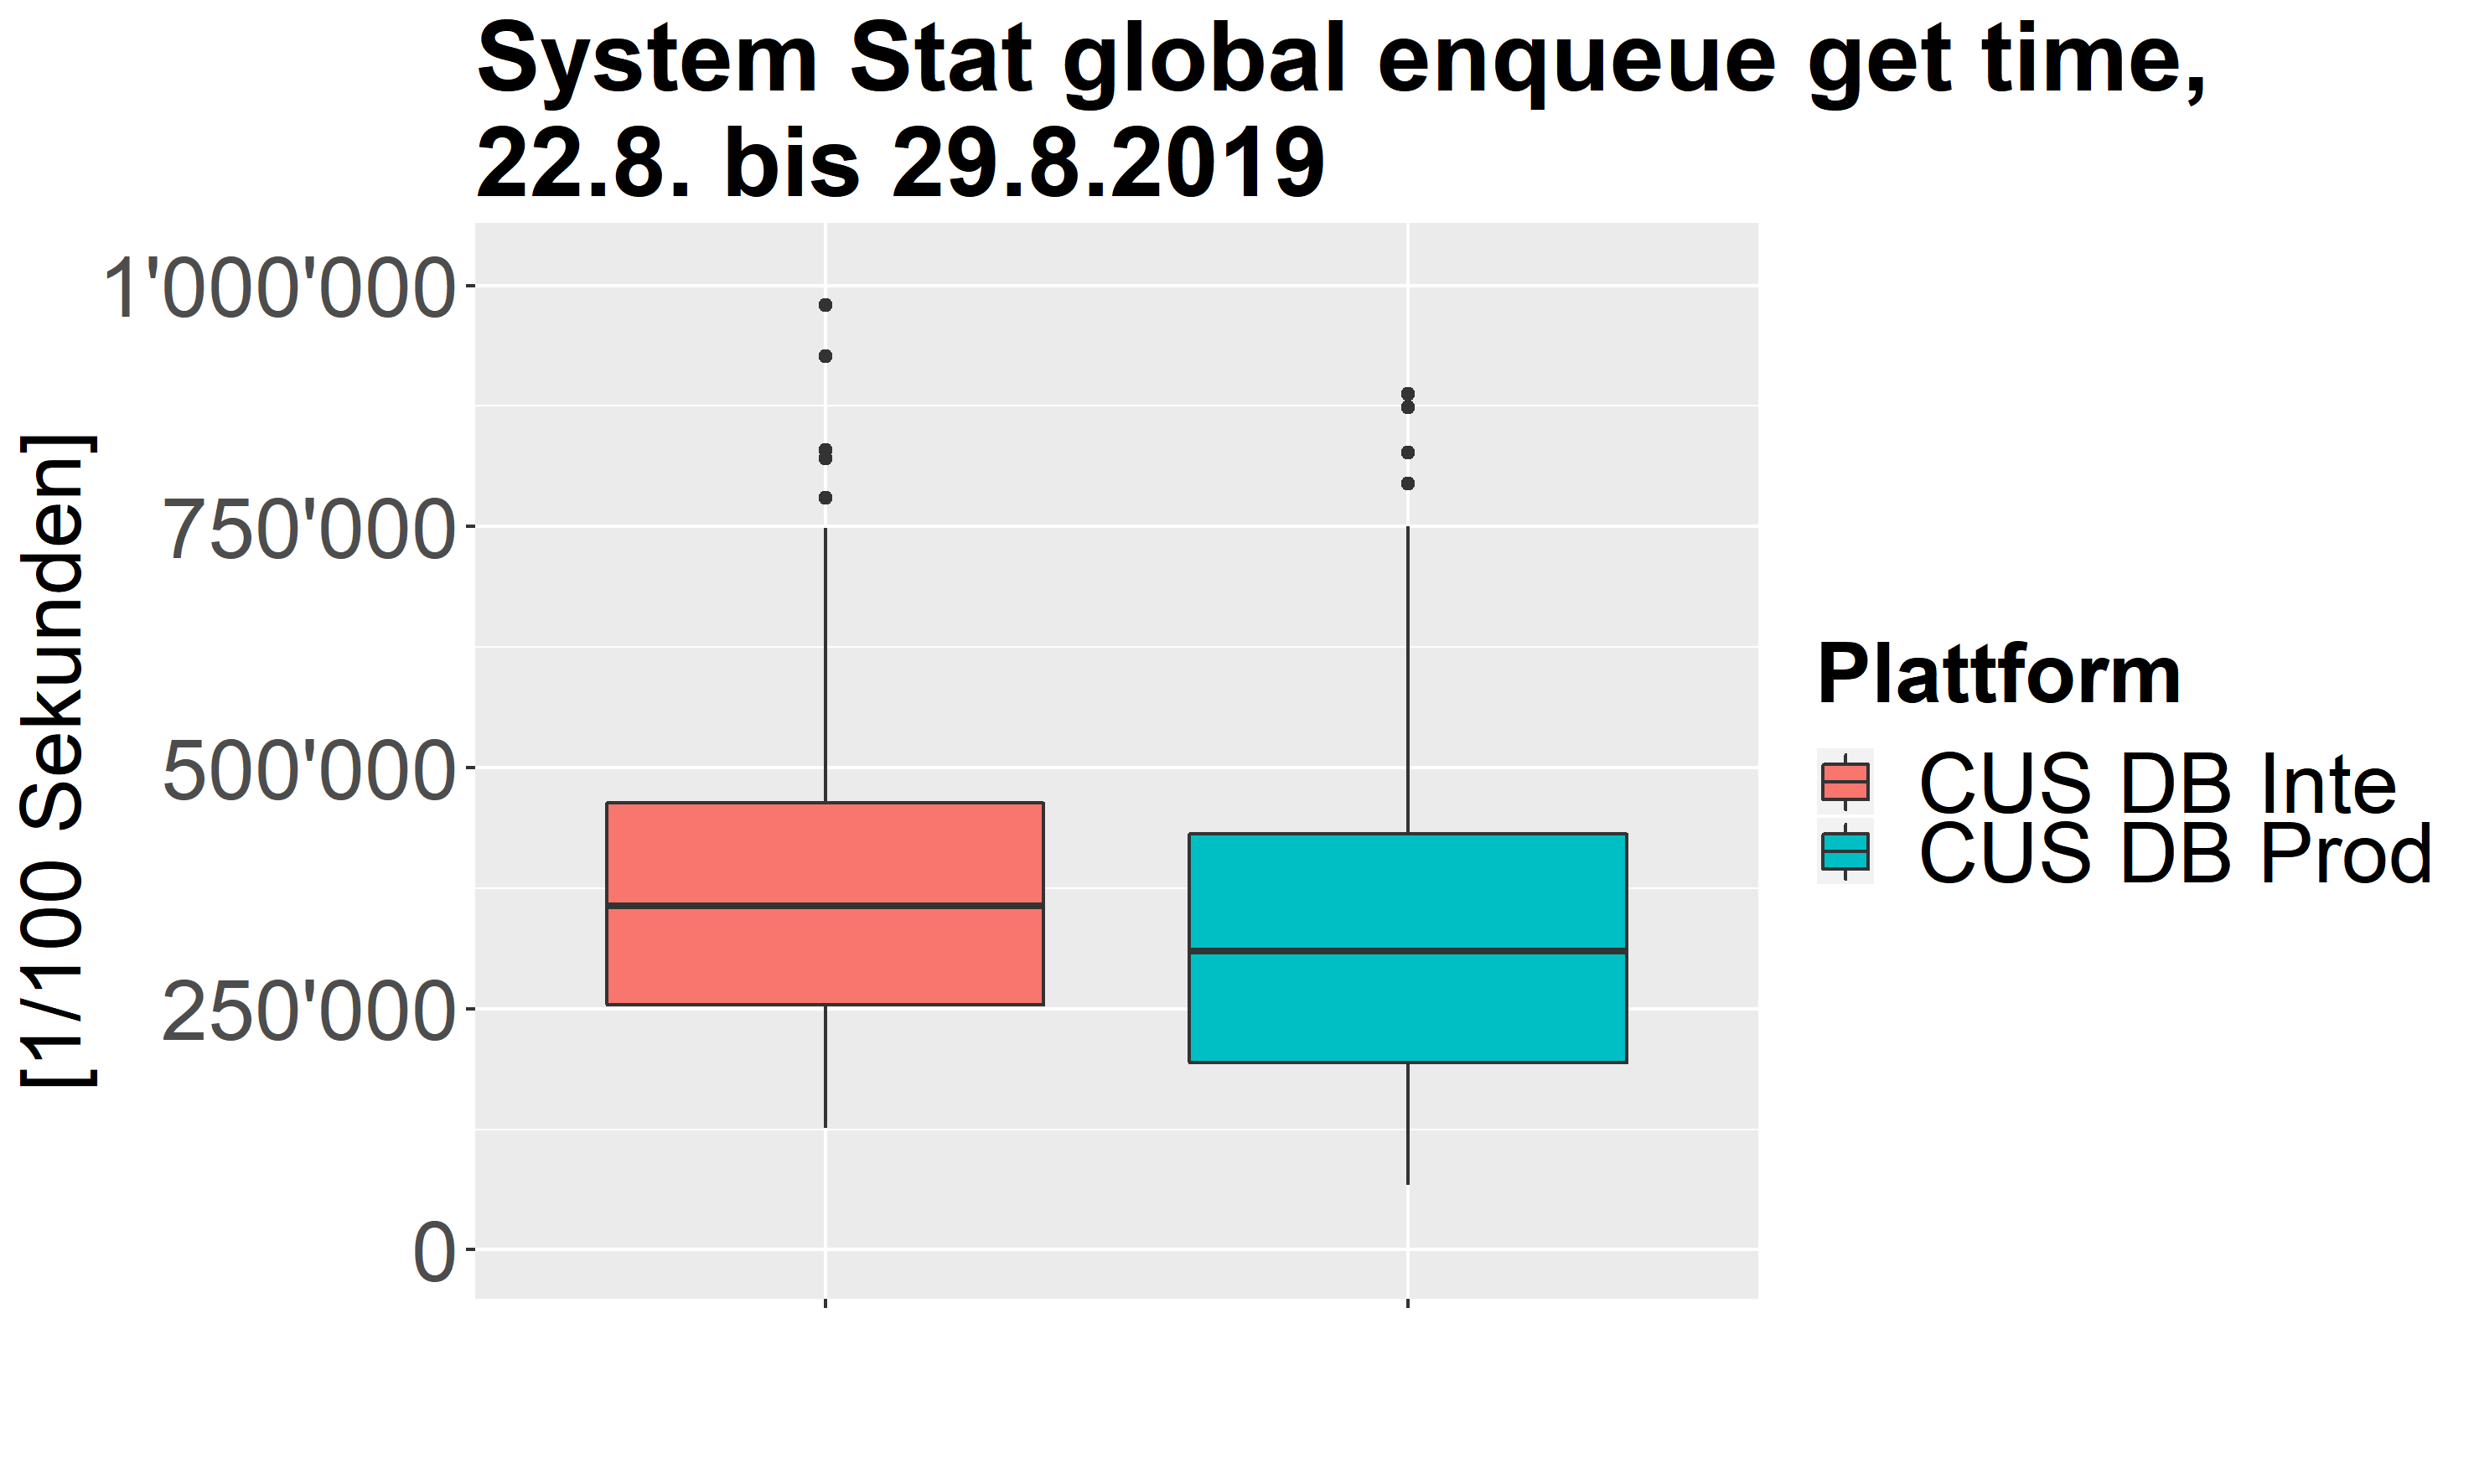 System Stat global enqueue get time,
22.8. bis 29.8.2019
[1/100 Sekunden]
1'000'000
750'000
500'000
250'000
0
Plattform
CUS DB Inte
CUS DB Prod